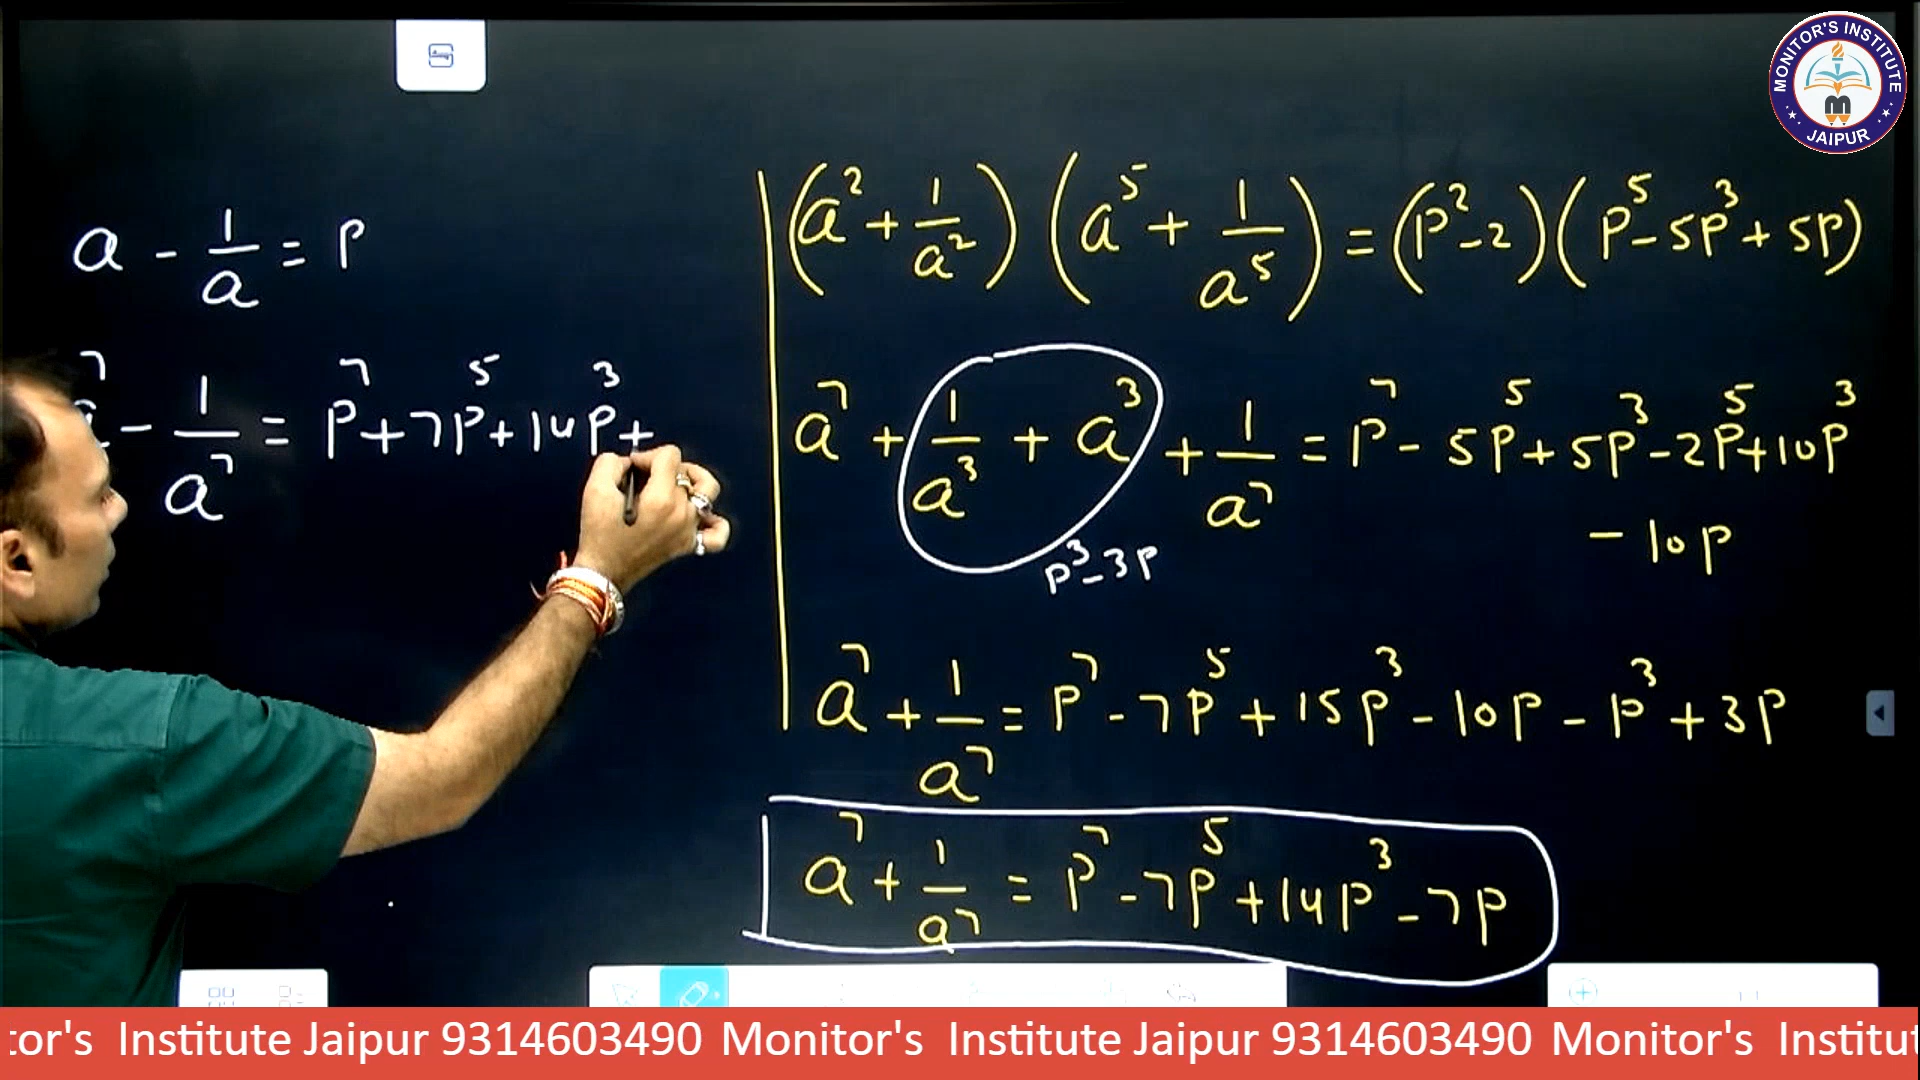 MONITOR'S INSTITUTE
JAIPUR
a - 1/a = p
a⁷ - 1/a⁷ = p⁷ + 7p⁵ + 14p³ +
(a² + 1/a²) (a⁵ + 1/a⁵) = (p² - 2) (p⁵ - 5p³ + 5p)
a⁷ + 1/a³ + a³ + 1/a⁷ = p⁷ - 5p⁵ + 5p³ - 2p⁵ + 10p³
- 10p
p³ - 3p
a⁷ + 1/a⁷ = p⁷ - 7p⁵ + 15p³ - 10p - p³ + 3p
a⁷ + 1/a⁷ = p⁷ - 7p⁵ + 14p³ - 7p
tor's Institute Jaipur 9314603490 Monitor's Institute Jaipur 9314603490 Monitor's Institut